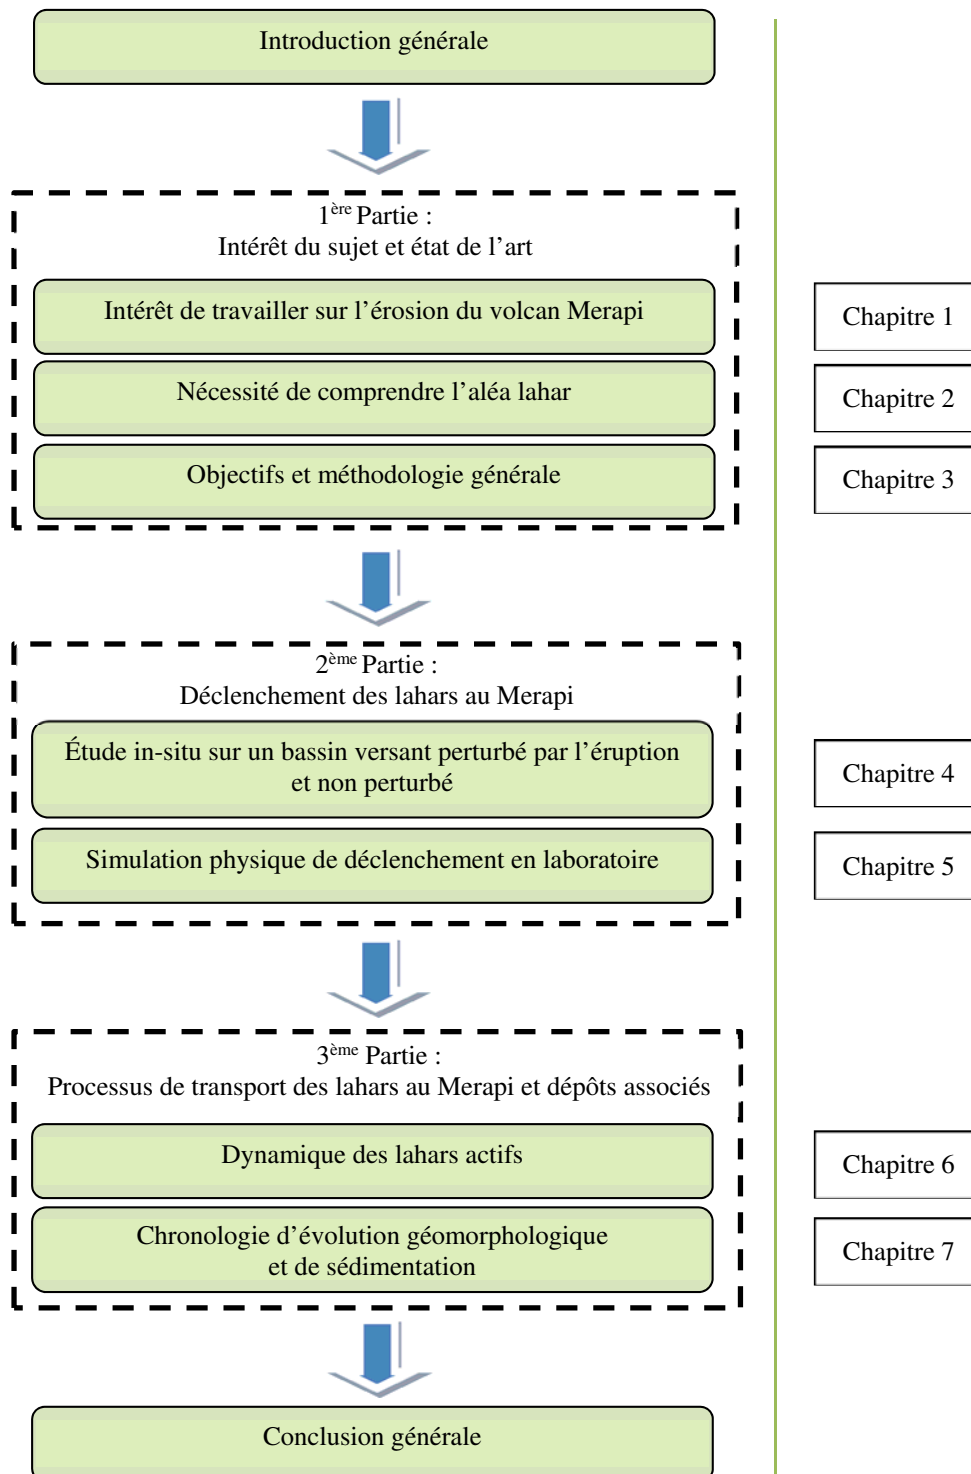 Introduction générale
1ère Partie :
Intérêt du sujet et état de l’art
Intérêt de travailler sur l’érosion du volcan Merapi
Chapitre 1
Nécessité de comprendre l’aléa lahar
Chapitre 2
Objectifs et méthodologie générale
Chapitre 3
2ème Partie :
Déclenchement des lahars au Merapi
Étude in-situ sur un bassin versant perturbé par l’éruption
et non perturbé
Chapitre 4
Simulation physique de déclenchement en laboratoire
Chapitre 5
3ème Partie :
Processus de transport des lahars au Merapi et dépôts associés
Dynamique des lahars actifs
Chapitre 6
Chronologie d’évolution géomorphologique
et de sédimentation
Chapitre 7
Conclusion générale